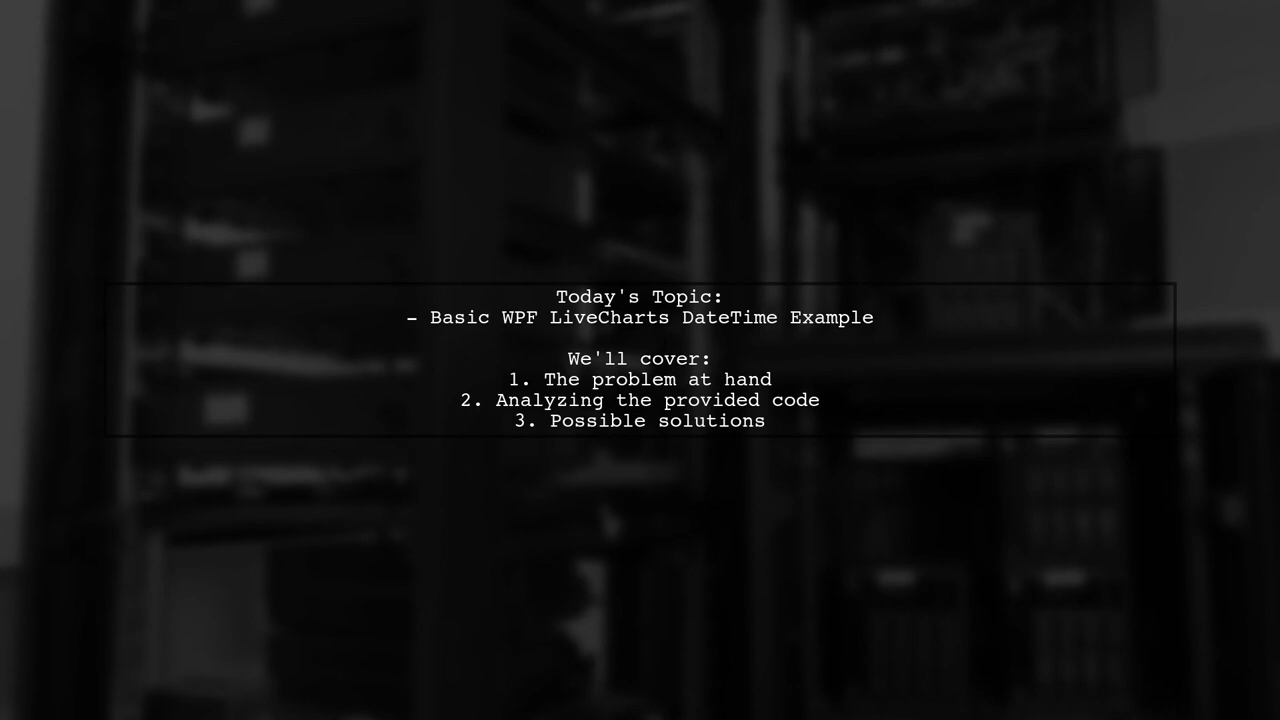 Today's Topic:
- Basic WPF LiveCharts DateTime Example
We'll cover:
1. The problem at hand
2. Analyzing the provided code
3. Possible solutions